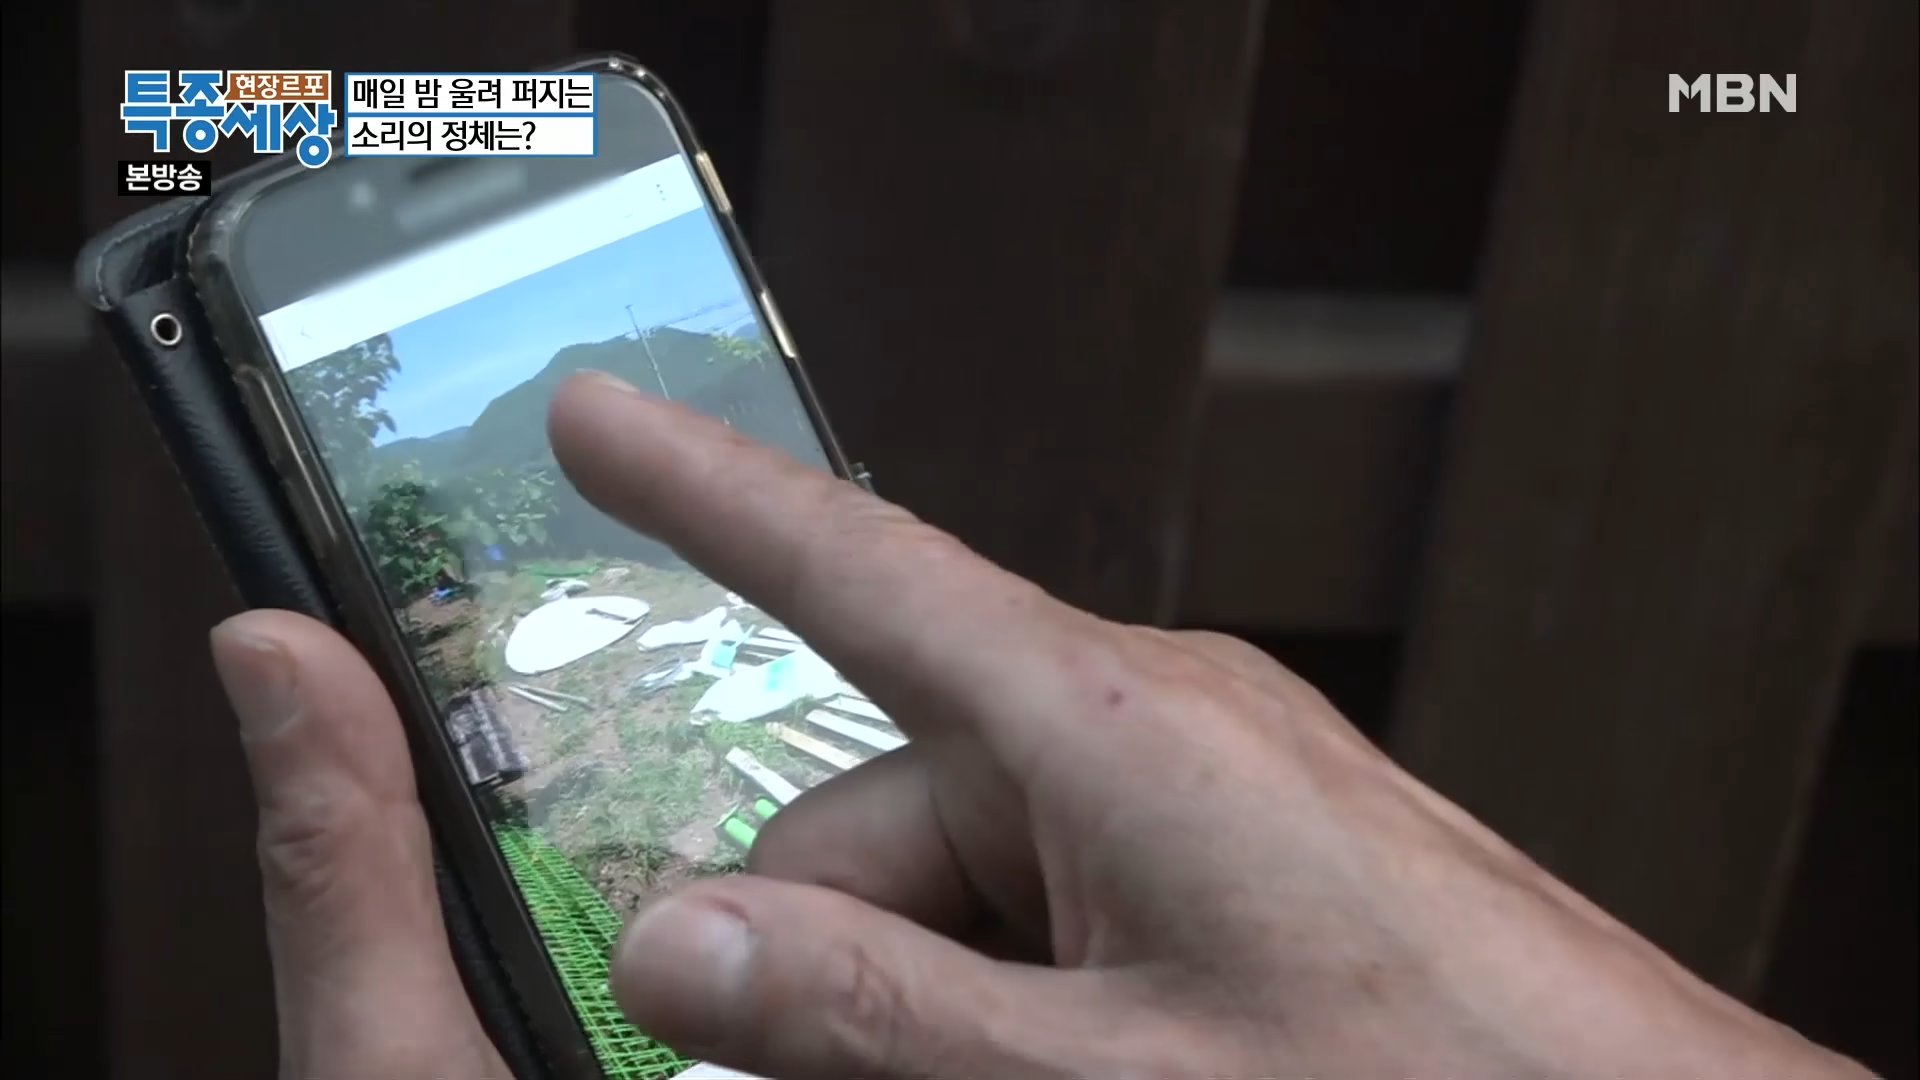 현장르포
특종세상
매일 밤 울려 퍼지는
소리의 정체는?
본방송
MBN